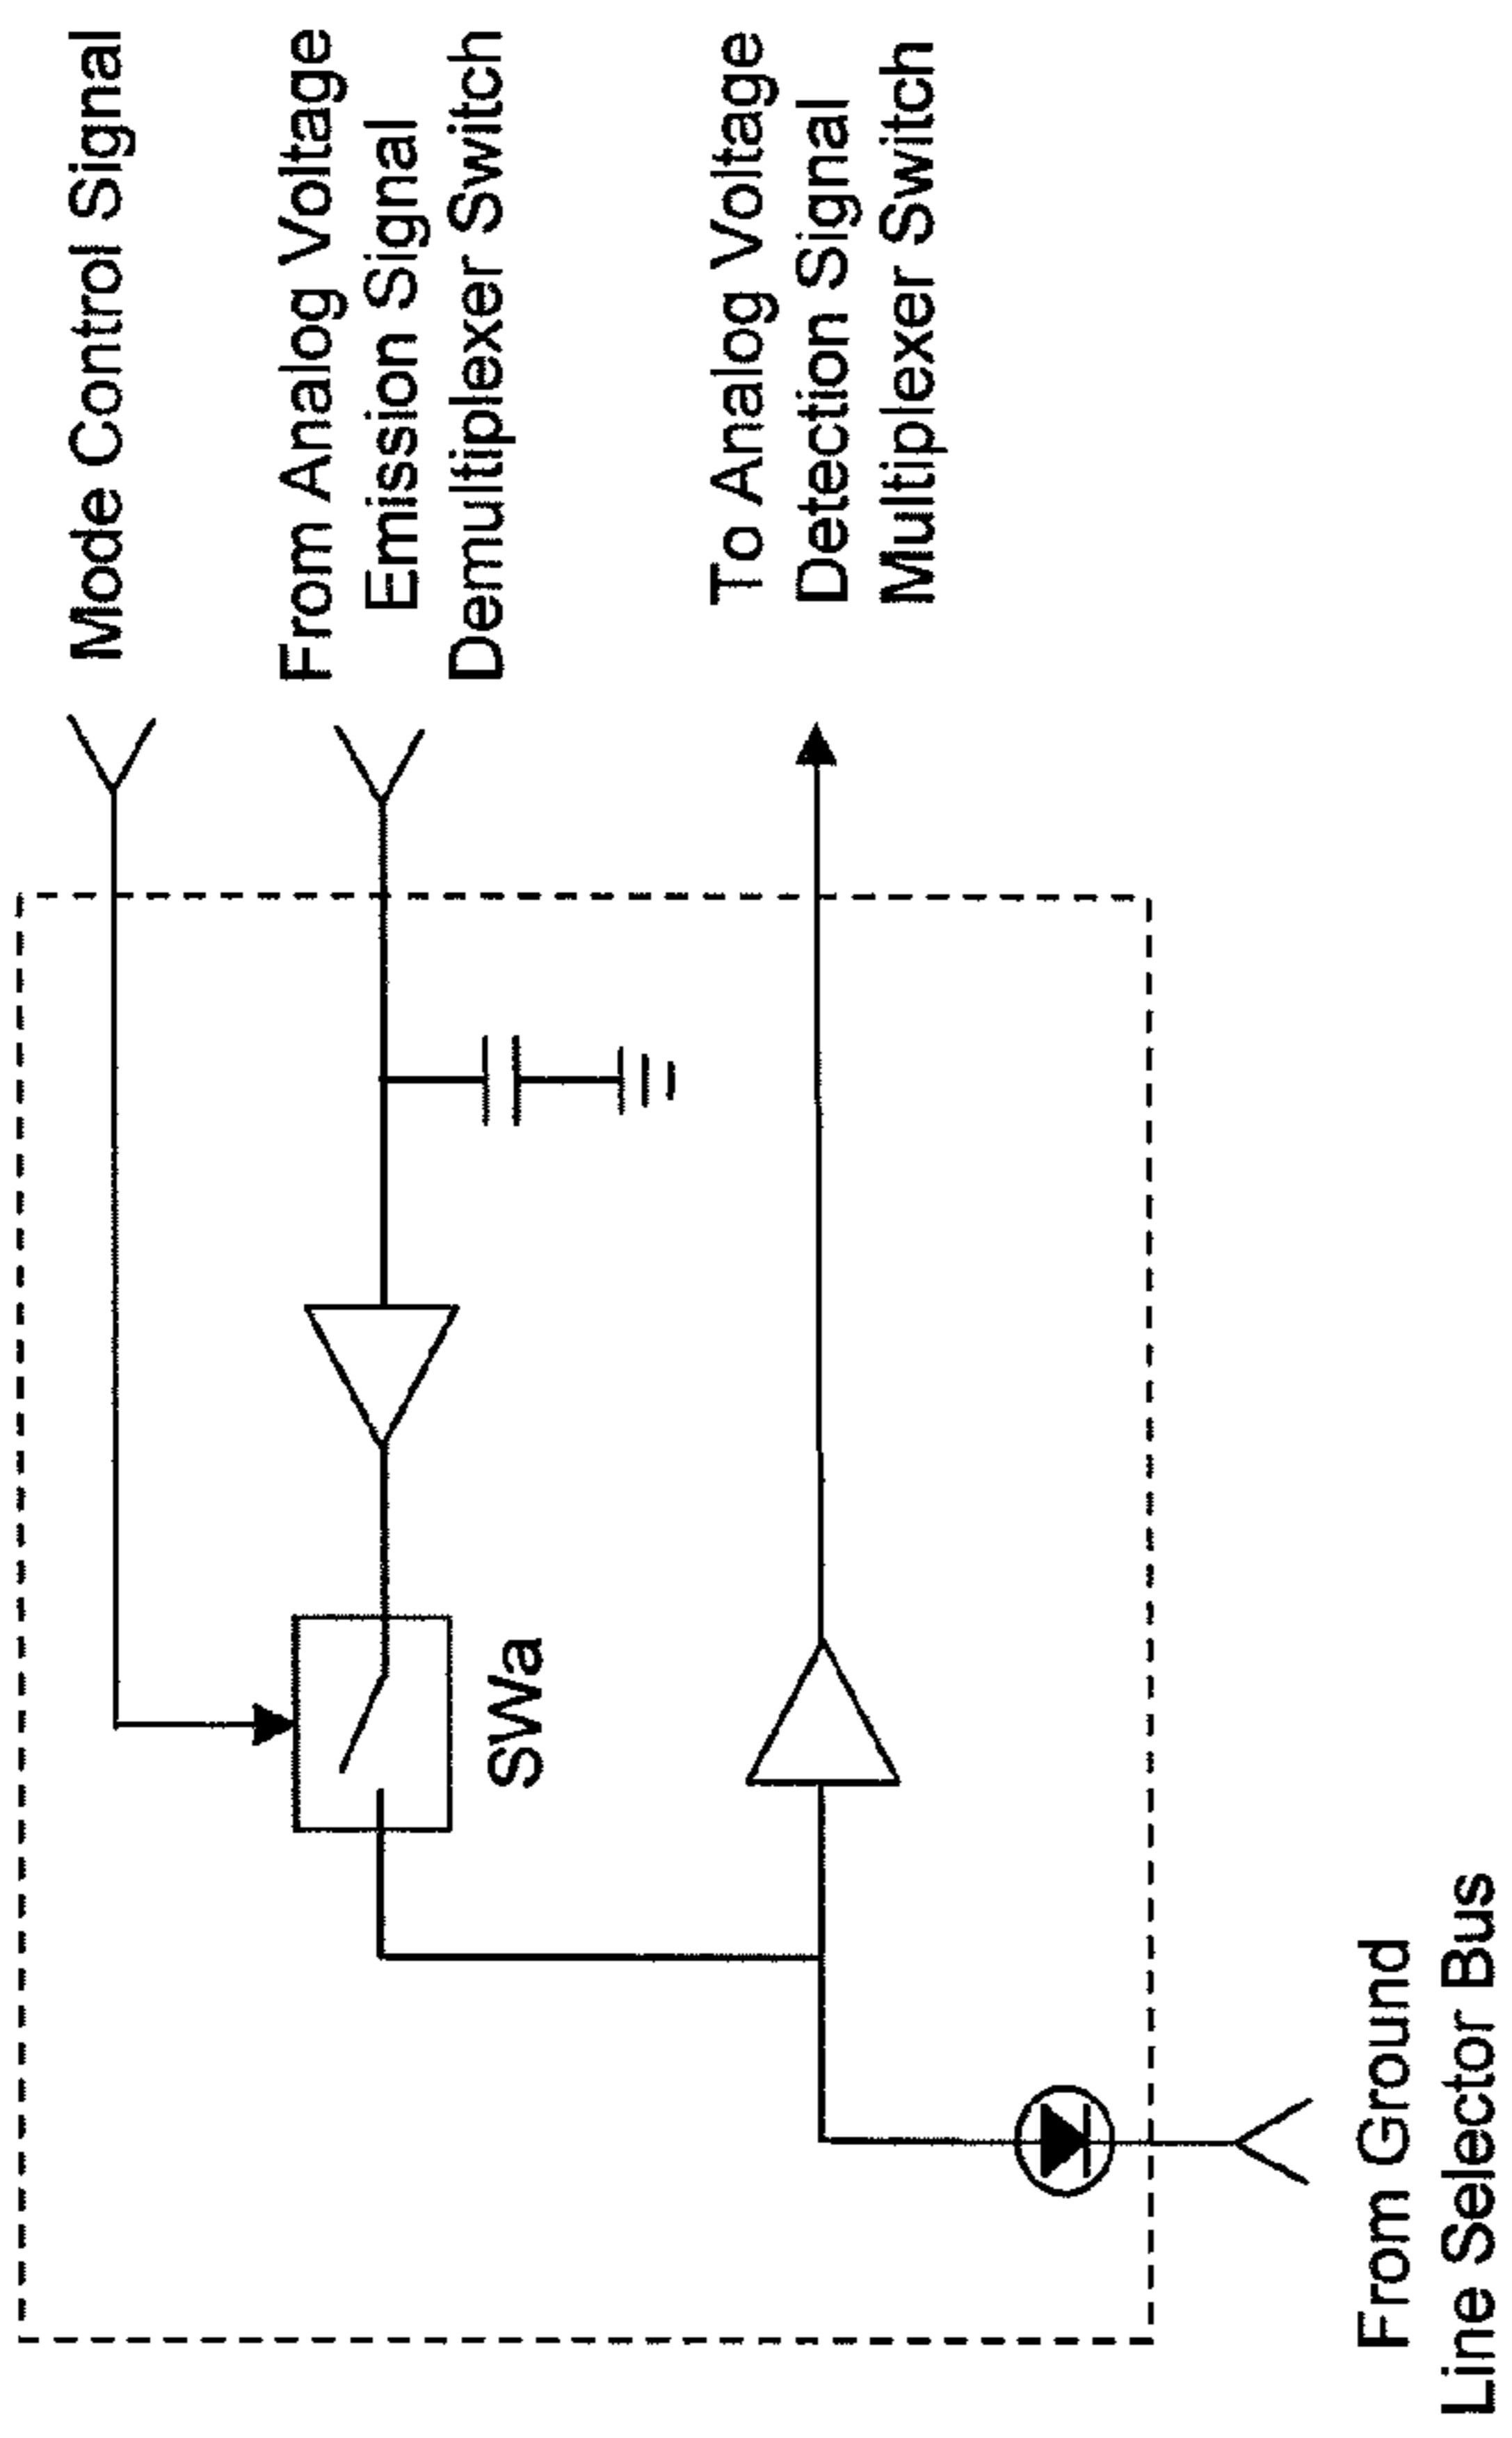 Mode Control Signal
From Analog Voltage
Emission Signal
Demultiplexer Switch
To Analog Voltage
Detection Signal
Multiplexer Switch
SWa
From Ground
Line Selector Bus